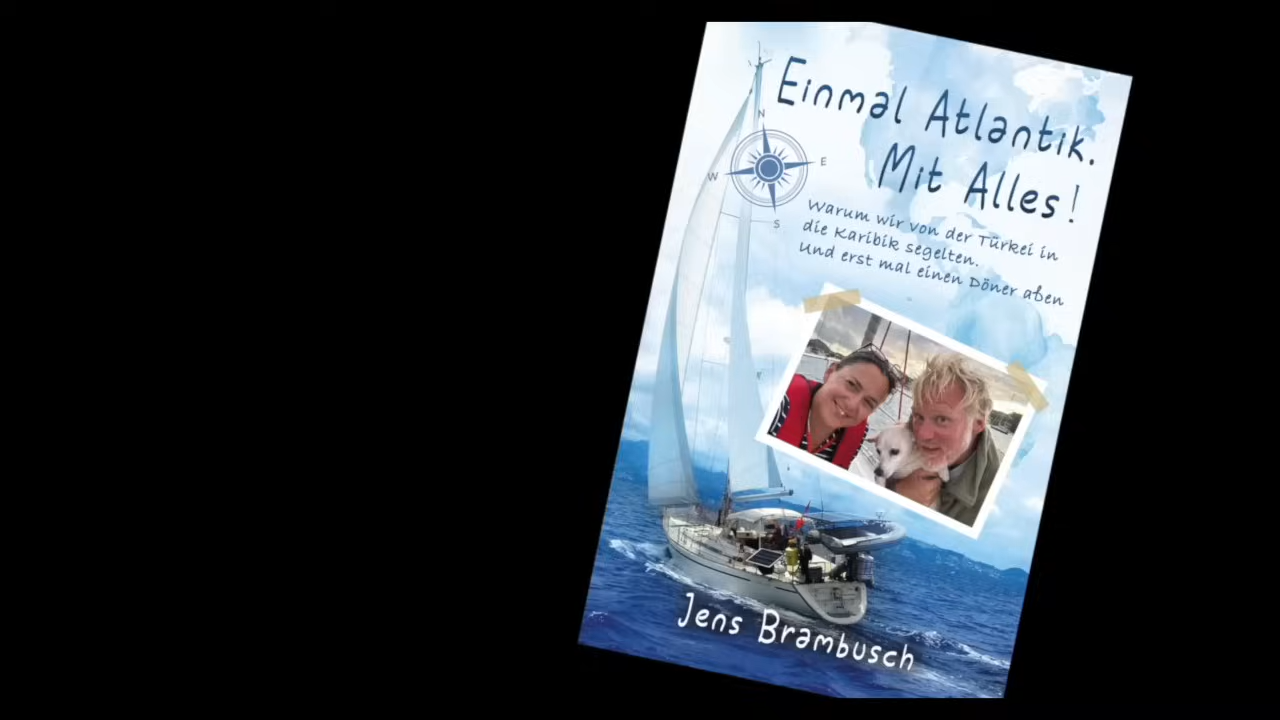 Einmal Atlantik.
Mit Alles!
N
W
E
S
Warum wir von der Türkei in
die Karibik segelten.
Und erst mal einen Döner aßen
Jens Brambusch